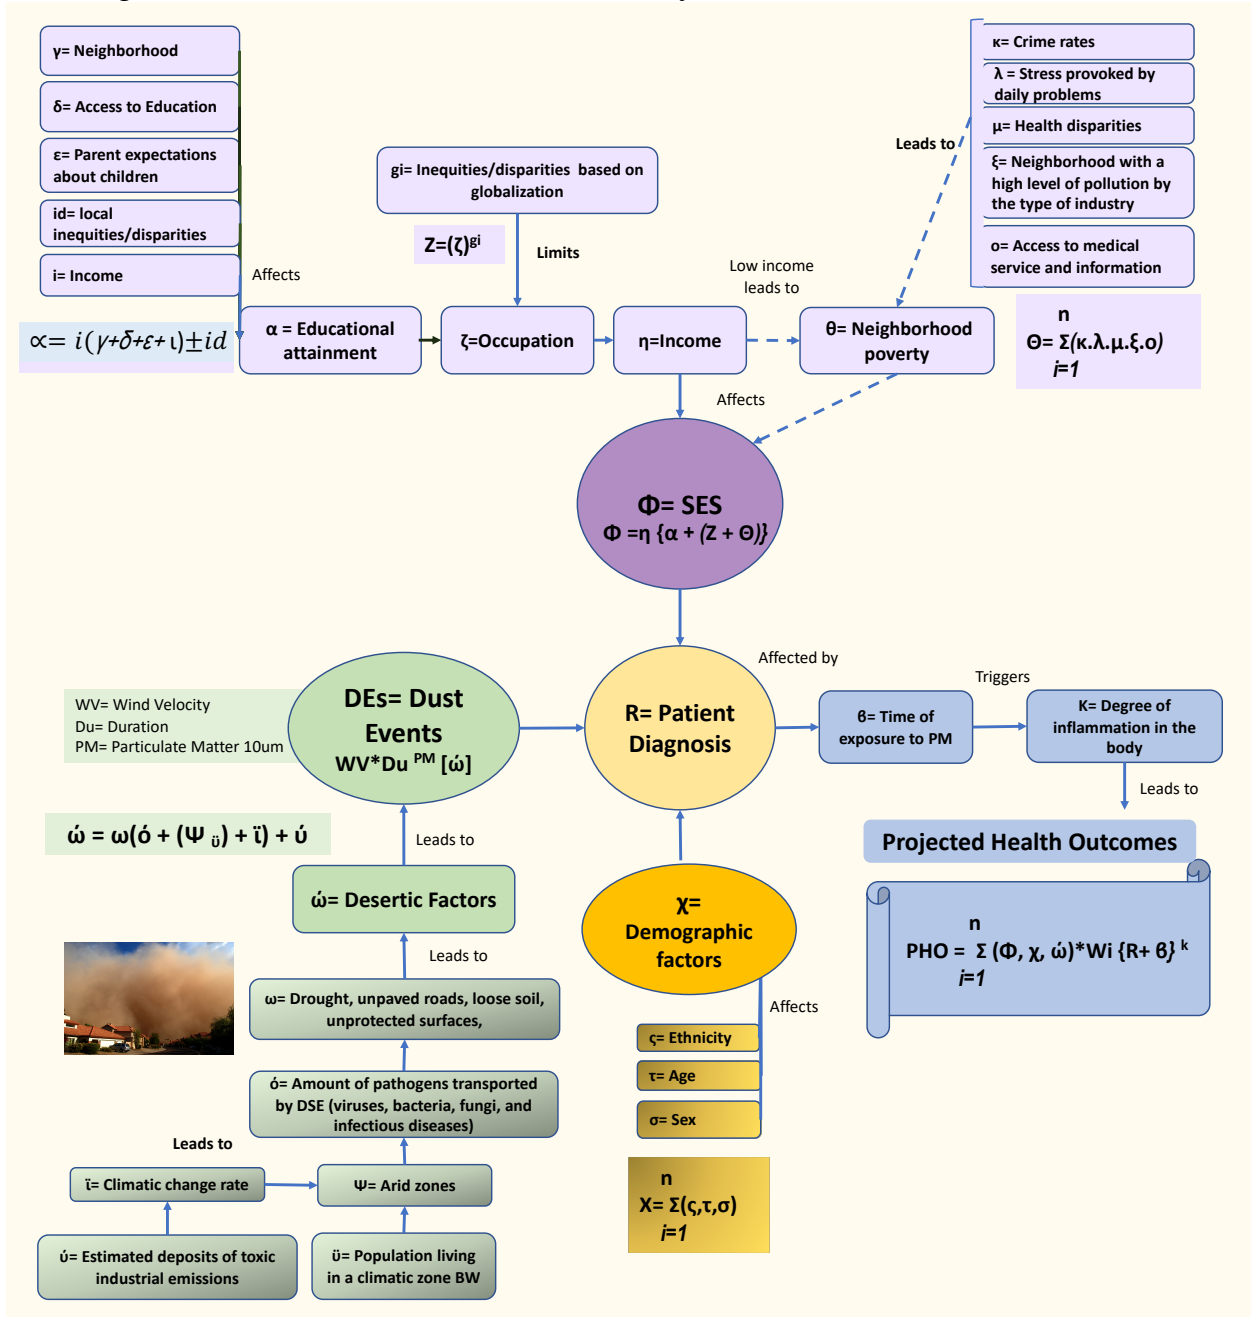 γ= Neighborhood
δ= Access to Education
ε= Parent expectations
about children
id= local
inequities/disparities
i= Income
Affects
∝= i(γ+δ+ε+ι)±id
gi= Inequities/disparities based on
globalization
Z=(ζ)^gi
Limits
α = Educational
attainment
ζ=Occupation
η=Income
Low income
leads to
θ= Neighborhood
poverty
Leads to
κ= Crime rates
λ = Stress provoked by
daily problems
μ= Health disparities
ξ= Neighborhood with a
high level of pollution by
the type of industry
ο= Access to medical
service and information
n
Θ= Σ(κ.λ.μ.ξ.ο)
i=1
Affects
Φ= SES
Φ =η {α + (Z + Θ)}
WV= Wind Velocity
Du= Duration
PM= Particulate Matter 10um
DEs= Dust
Events
WV*Du ^PM [ώ]
R= Patient
Diagnosis
Affected by
ϐ= Time of
exposure to PM
Triggers
K= Degree of
inflammation in the
body
Leads to
ώ = ω(ό + (Ψ ü) + ϊ) + ύ
Leads to
ώ= Desertic Factors
Leads to
ω= Drought, unpaved roads, loose soil,
unprotected surfaces,
ό= Amount of pathogens transported
by DSE (viruses, bacteria, fungi, and
infectious diseases)
Leads to
ϊ= Climatic change rate
Ψ= Arid zones
ύ= Estimated deposits of toxic
industrial emissions
ü= Population living
in a climatic zone BW
χ=
Demographic
factors
Affects
ς= Ethnicity
τ= Age
σ= Sex
n
X= Σ(ς,τ,σ)
i=1
Projected Health Outcomes
n
PHO = Σ (Φ, χ, ώ)*Wi {R+ ϐ} ^k
i=1